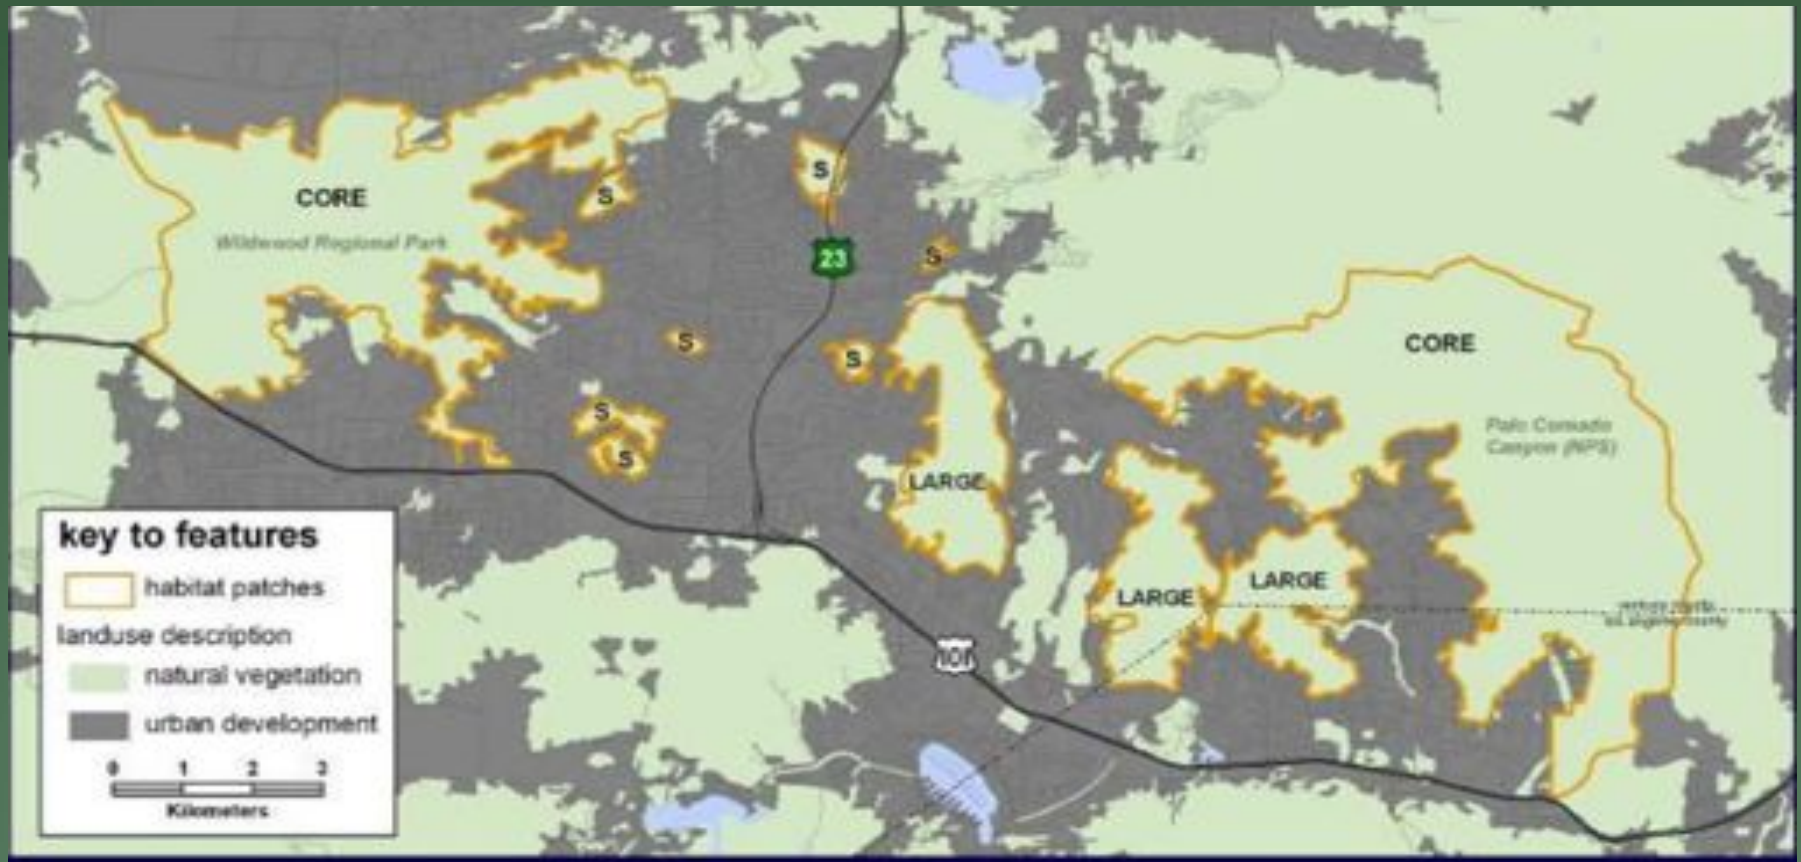 CORE
Wildwood Regional Park
S
S
23
S
S
S
S
S
CORE
Palo Comado
Canyon (NPS)
LARGE
LARGE
LARGE
101
key to features
habitat patches
landuse description
natural vegetation
urban development
0 1 2 3
Kilometers